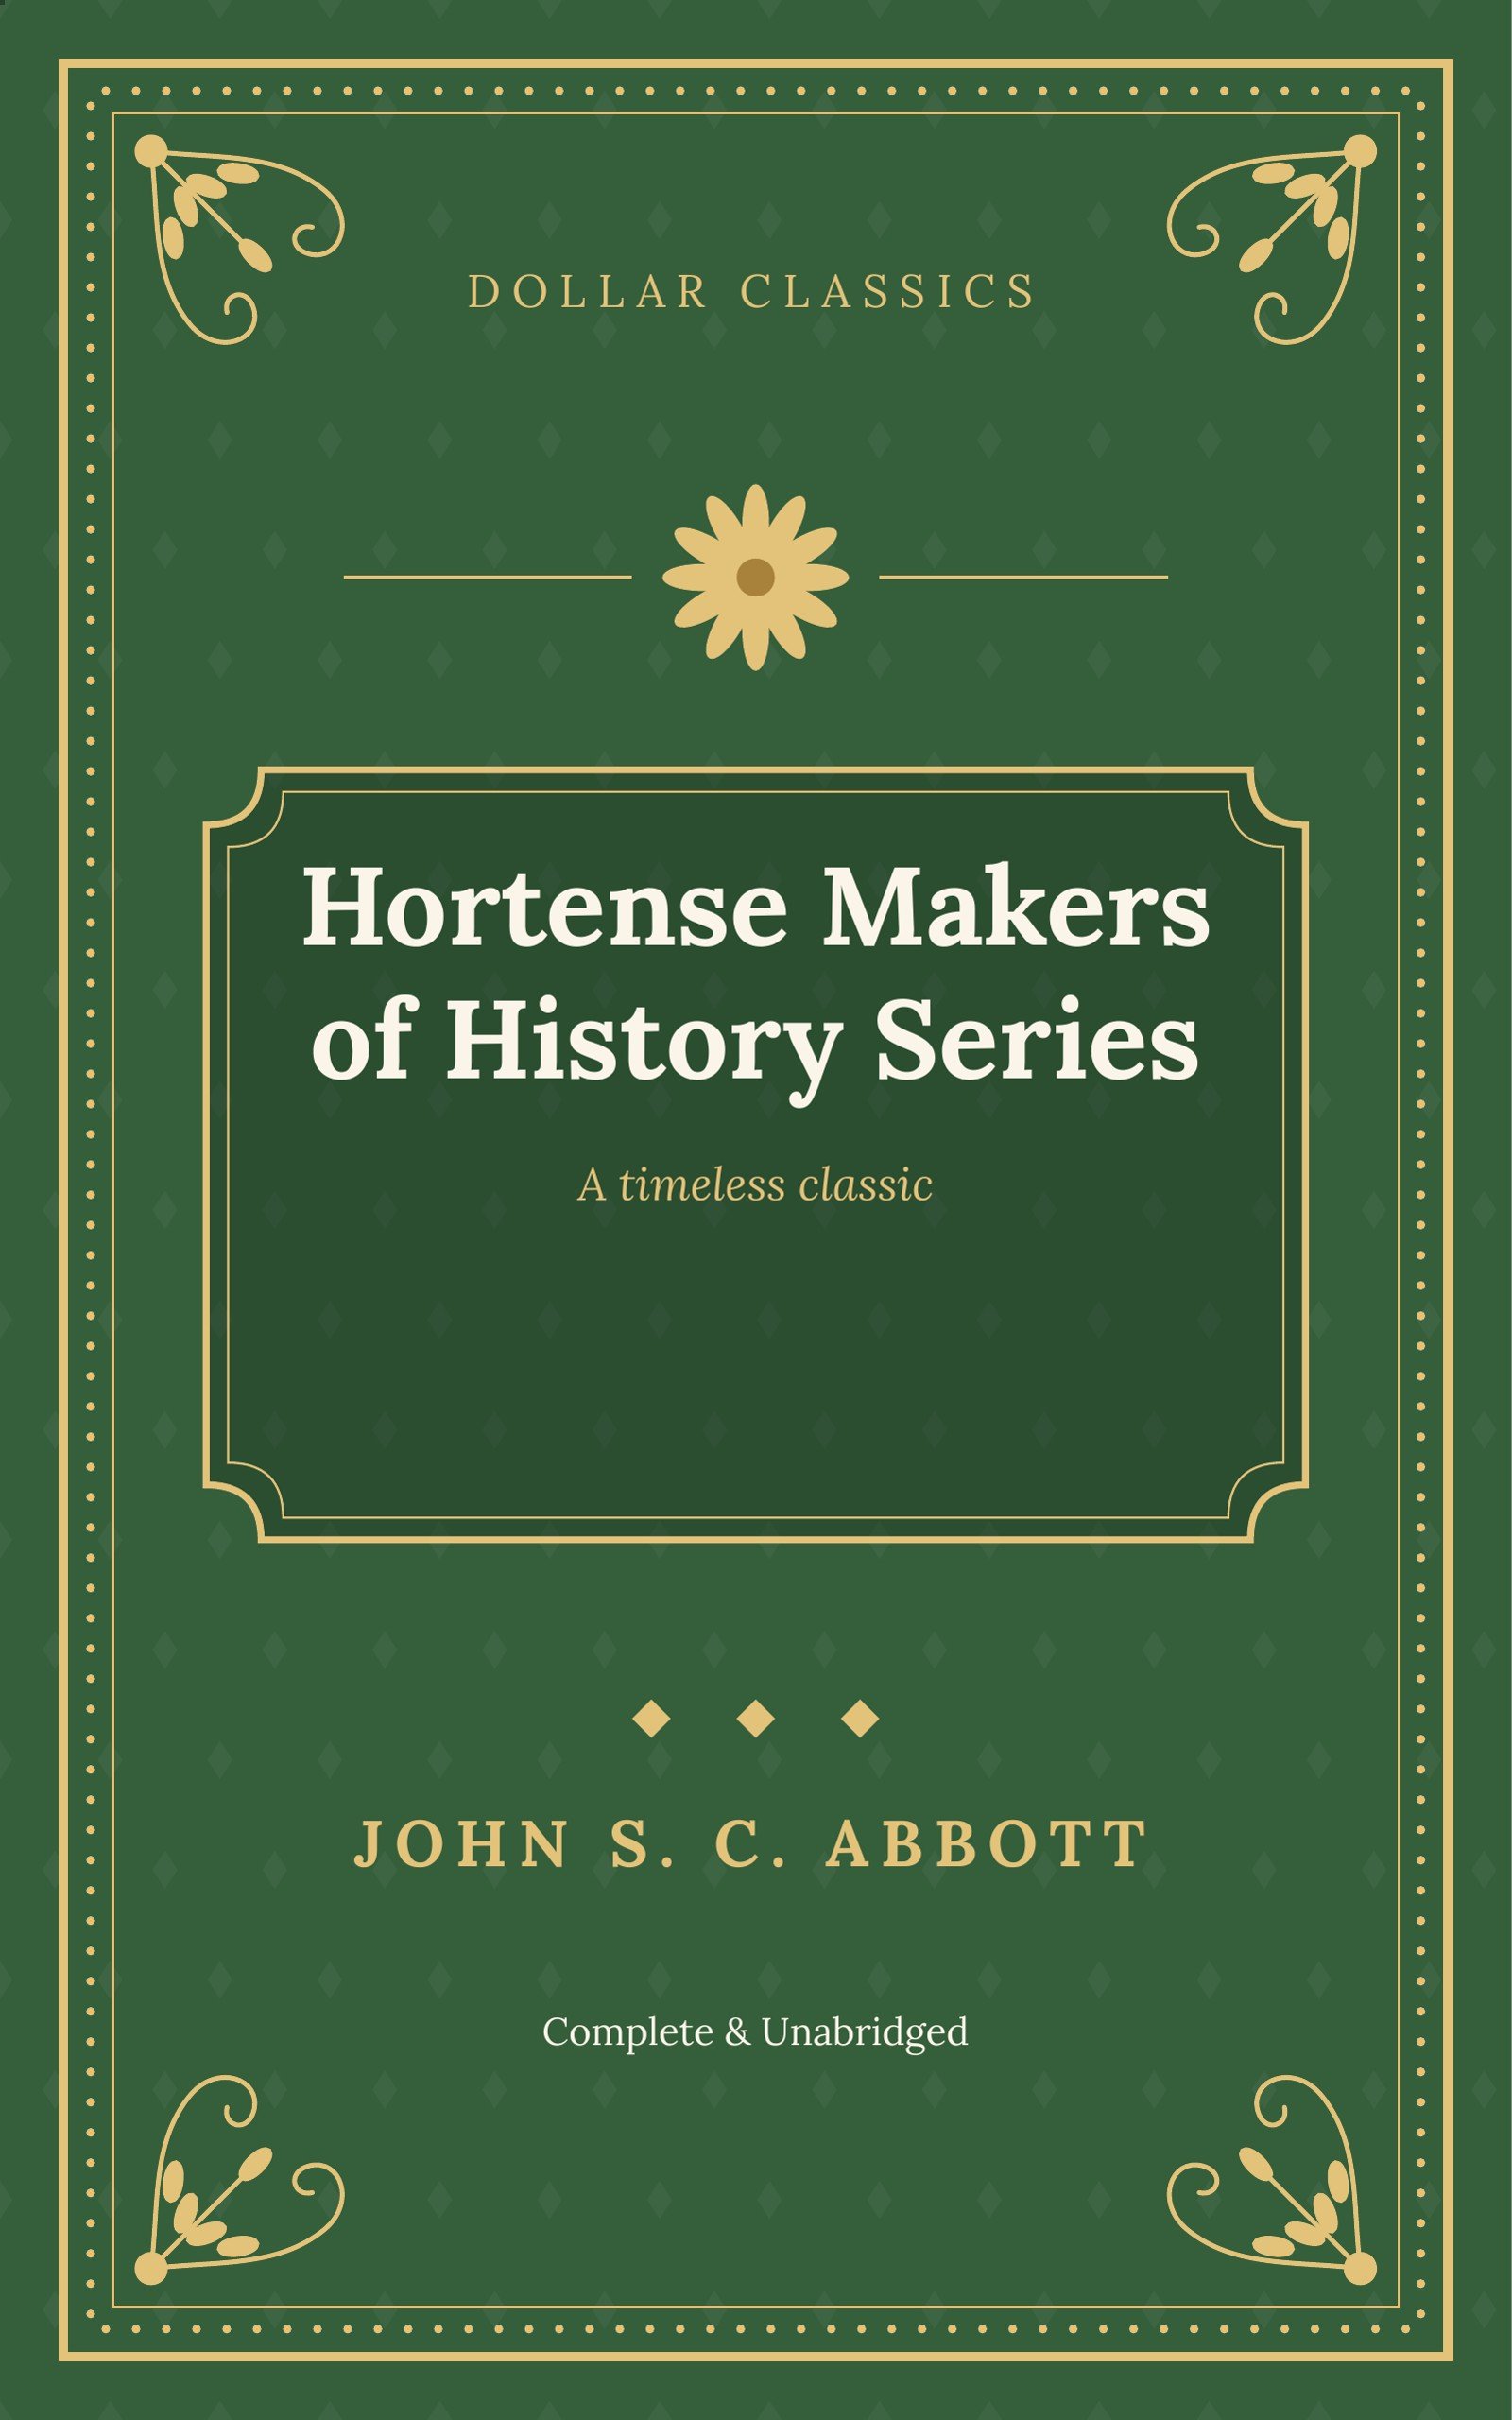 DOLLAR CLASSICS
Hortense Makers
of History Series
A timeless classic
JOHN S. C. ABBOTT
Complete & Unabridged